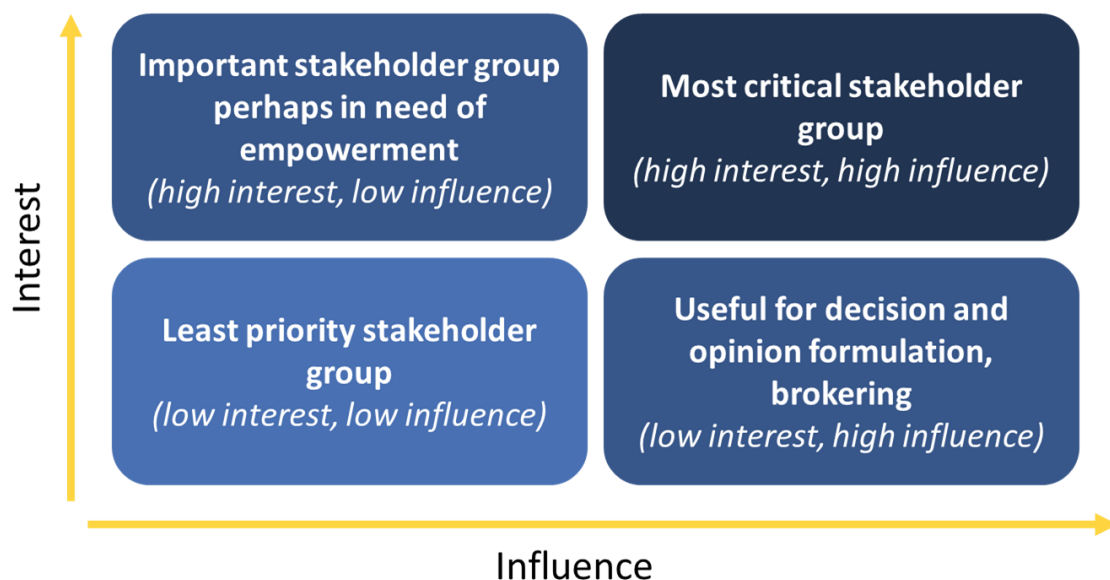 Interest
Important stakeholder group
perhaps in need of
empowerment
(high interest, low influence)
Most critical stakeholder
group
(high interest, high influence)
Least priority stakeholder
group
(low interest, low influence)
Useful for decision and
opinion formulation,
brokering
(low interest, high influence)
Influence